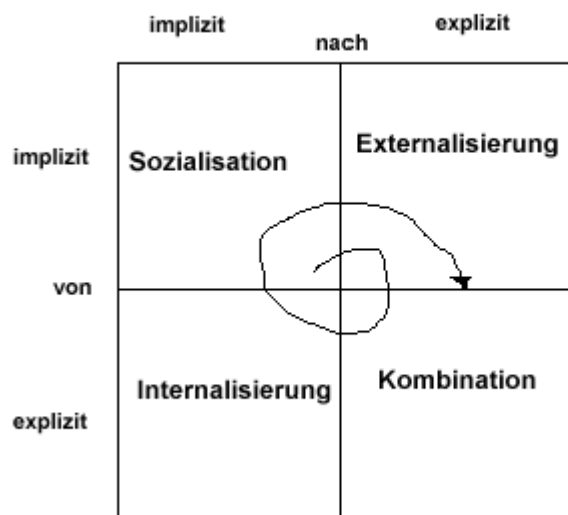 implizit
nach
explizit
implizit
Sozialisation
Externalisierung
von
explizit
Internalisierung
Kombination